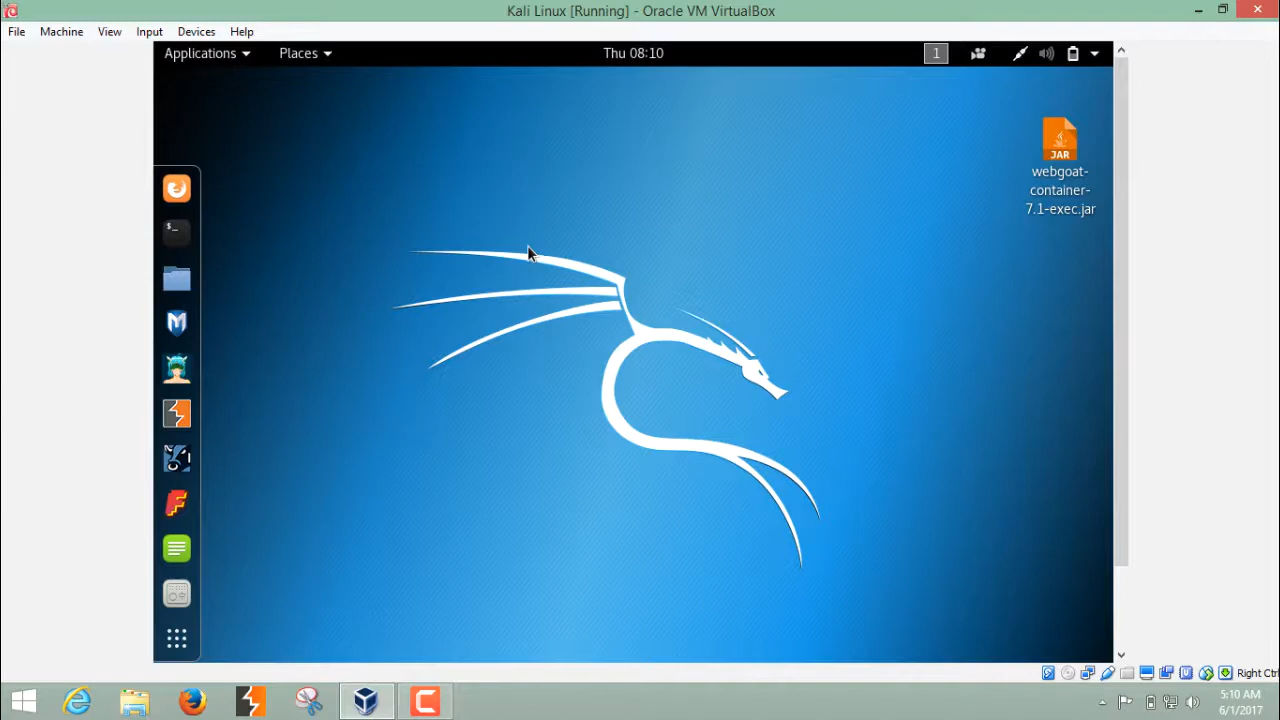 Kali Linux [Running] - Oracle VM VirtualBox
File Machine View Input Devices Help
Applications Places Thu 08:10 1
JAR
webgoat-
container-
7.1-exec.jar
$_
M
F
Right Ctr
5:10 AM
6/1/2017